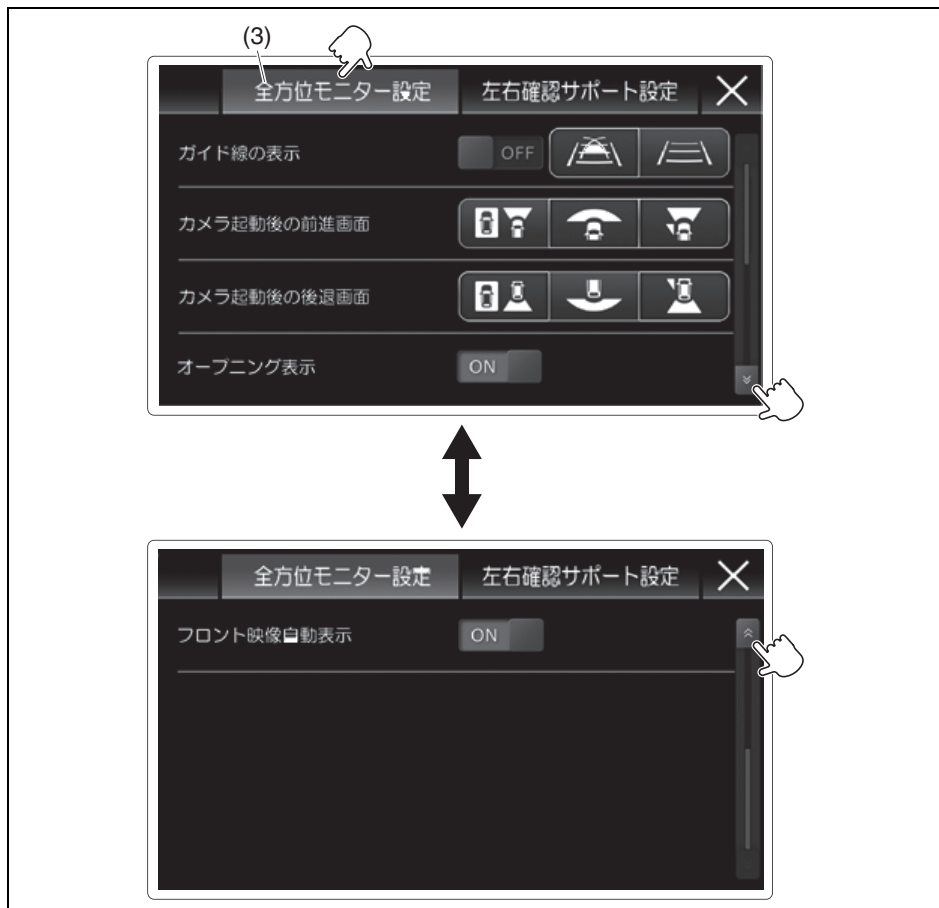 (3)
全方位モニター設定 左右確認サポート設定
ガイド線の表示 OFF
カメラ起動後の前進画面
カメラ起動後の後退画面
オープニング表示 ON
全方位モニター設定 左右確認サポート設定
フロント映像自動表示 ON